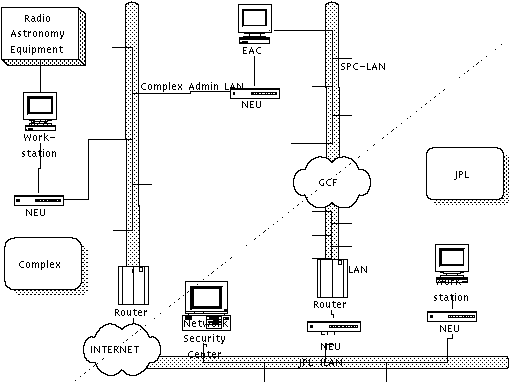 Radio
Astronomy
Equipment
EAC
SPC-LAN
Complex Admin LAN
NEU
Work-
station
NEU
GCF
JPL
Complex
LAN
Router
Router
Work
station
Network
Security
Center
NEU
NEU
INTERNET
JPL ILAN